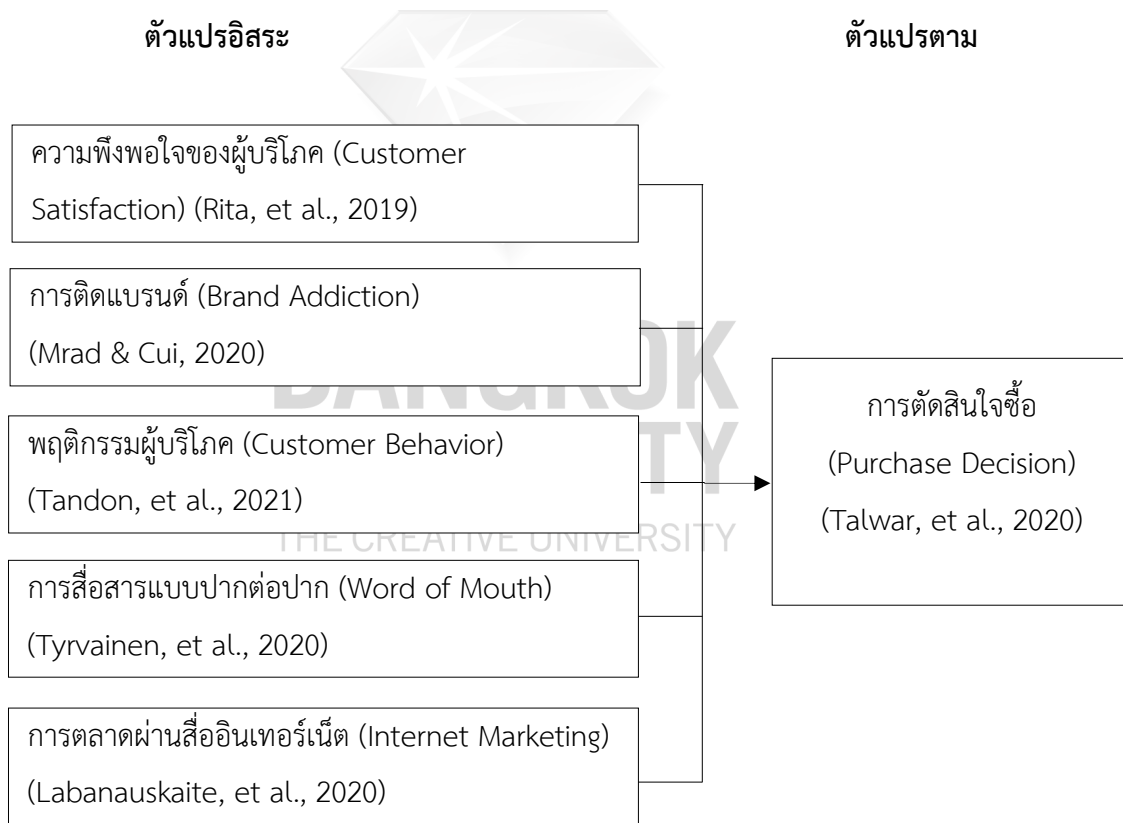 ตัวแปรอิสระ
ตัวแปรตาม
ความพึงพอใจของผู้บริโภค (Customer
Satisfaction) (Rita, et al., 2019)
การติดแบรนด์ (Brand Addiction)
(Mrad & Cui, 2020)
พฤติกรรมผู้บริโภค (Customer Behavior)
(Tandon, et al., 2021)
การสื่อสารแบบปากต่อปาก (Word of Mouth)
(Tyrvainen, et al., 2020)
การตลาดผ่านสื่ออินเทอร์เน็ต (Internet Marketing)
(Labanauskaite, et al., 2020)
การตัดสินใจซื้อ
(Purchase Decision)
(Talwar, et al., 2020)
BANGKOK
UNIVERSITY
THE CREATIVE UNIVERSITY